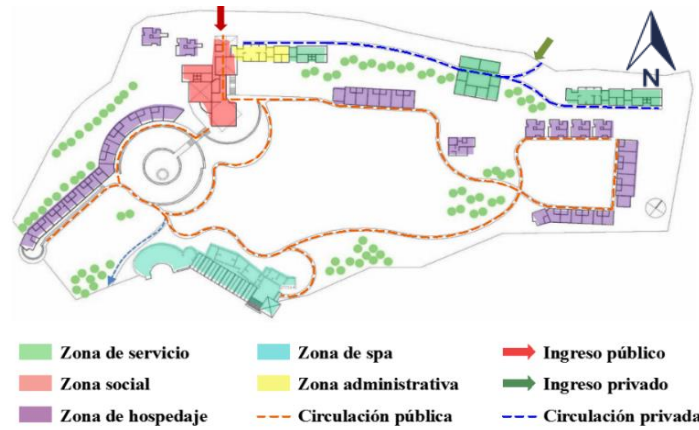 N
Zona de servicio
Zona de spa
Ingreso público
Zona social
Zona administrativa
Ingreso privado
Zona de hospedaje
Circulación pública
Circulación privada